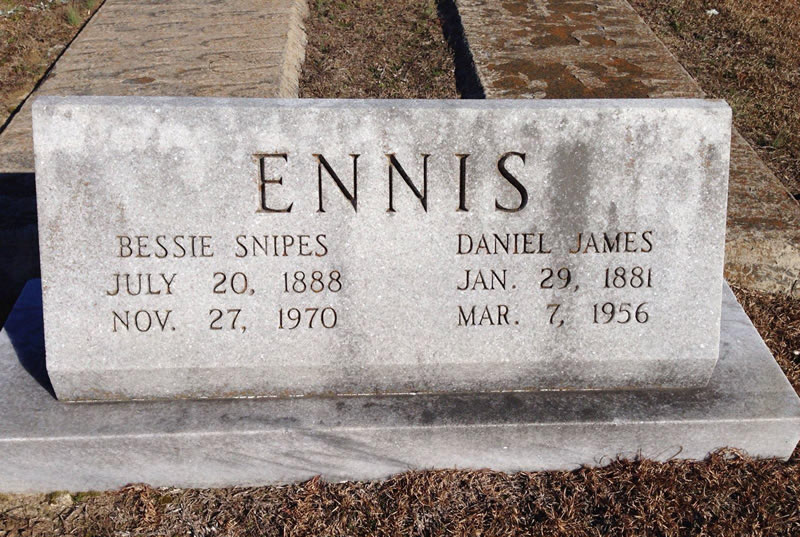 ENNIS
BESSIE SNIPES
JULY 20, 1888
NOV. 27, 1970
DANIEL JAMES
JAN. 29, 1881
MAR. 7, 1956